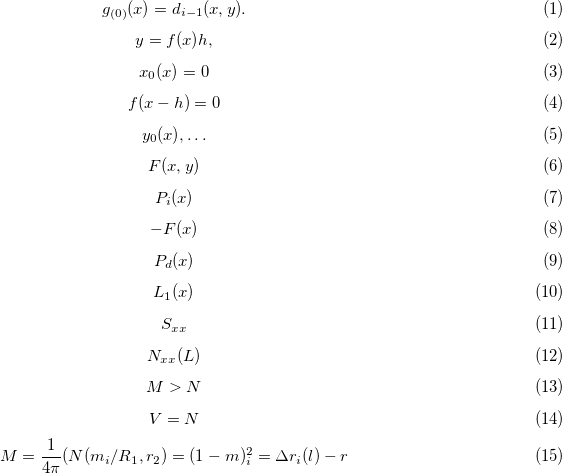 g_{(0)}(x) = d_{i-1}(x, y). (1)
y = f(x)h, (2)
x_0(x) = 0 (3)
f(x - h) = 0 (4)
y_0(x), ... (5)
F(x, y) (6)
P_i(x) (7)
-F(x) (8)
P_d(x) (9)
L_1(x) (10)
S_{xx} (11)
N_{xx}(L) (12)
M > N (13)
V = N (14)
M = \frac{1}{4\pi}(N(m_i/R_1, r_2) = (1 - m)_i^2 = Δr_i(l) - r (15)